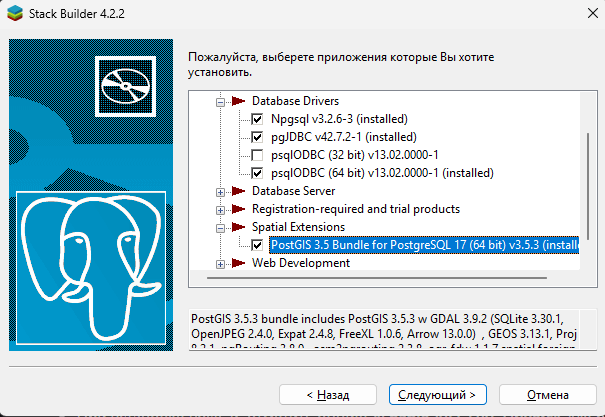 Stack Builder 4.2.2
Пожалуйста, выберете приложения которые Вы хотите
установить.
Database Drivers
Npgsql v3.2.6-3 (installed)
pgJDBC v42.7.2-1 (installed)
psqlODBC (32 bit) v13.02.0000-1
psqlODBC (64 bit) v13.02.0000-1 (installed)
Database Server
Registration-required and trial products
Spatial Extensions
PostGIS 3.5 Bundle for PostgreSQL 17 (64 bit) v3.5.3 (installe
Web Development
PostGIS 3.5.3 bundle includes PostGIS 3.5.3 w GDAL 3.9.2 (SQLite 3.30.1,
OpenJPEG 2.4.0, Expat 2.4.8, FreeXL 1.0.6, Arrow 13.0.0) , GEOS 3.13.1, Proj
< Назад
Следующий >
Отмена